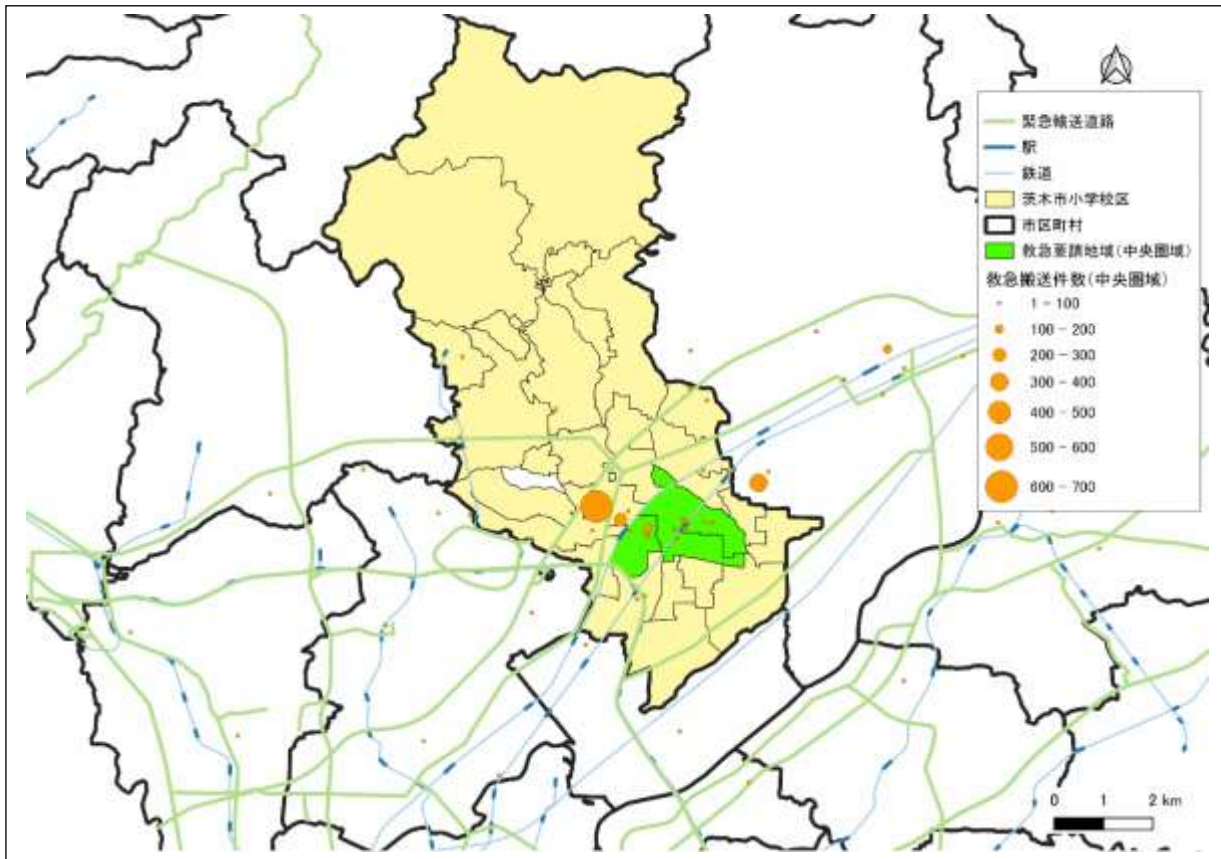 緊急輸送道路
駅
鉄道
茨木市小学校区
市区町村
救急要請地域(中央圏域)
救急搬送件数(中央圏域)
1 - 100
100 - 200
200 - 300
300 - 400
400 - 500
500 - 600
600 - 700
0 1 2 km